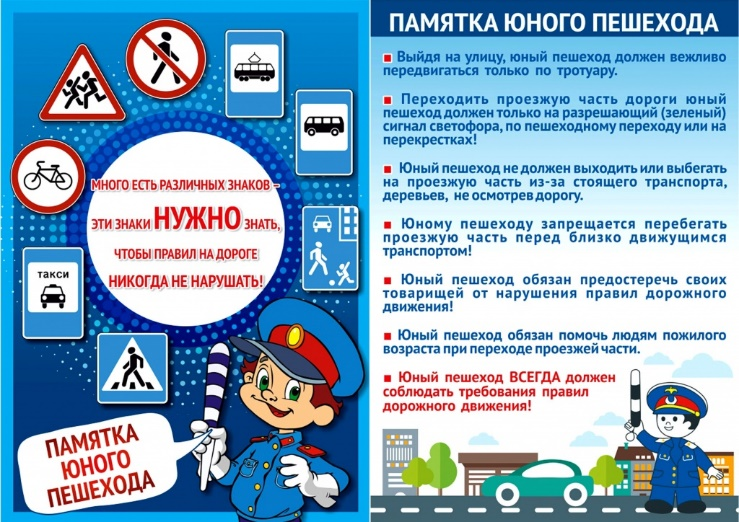 МНОГО ЕСТЬ РАЗЛИЧНЫХ ЗНАКОВ –
ЭТИ ЗНАКИ НУЖНО ЗНАТЬ,
ЧТОБЫ ПРАВИЛ НА ДОРОГЕ
НИКОГДА НЕ НАРУШАТЬ!
такси
ПАМЯТКА
ЮНОГО
ПЕШЕХОДА
ПАМЯТКА ЮНОГО ПЕШЕХОДА
Выйдя на улицу, юный пешеход должен вежливо
передвигаться только по тротуару.
Переходить проезжую часть дороги юный
пешеход должен только на разрешающий (зеленый)
сигнал светофора, по пешеходному переходу или на
перекрестках!
Юный пешеход не должен выходить или выбегать
на проезжую часть из-за стоящего транспорта,
деревьев, не осмотрев дорогу.
Юному пешеходу запрещается перебегать
проезжую часть перед близко движущимся
транспортом!
Юный пешеход обязан предостеречь своих
товарищей от нарушения правил дорожного
движения!
Юный пешеход обязан помочь людям пожилого
возраста при переходе проезжей части.
Юный пешеход ВСЕГДА должен
соблюдать требования правил
дорожного движения!